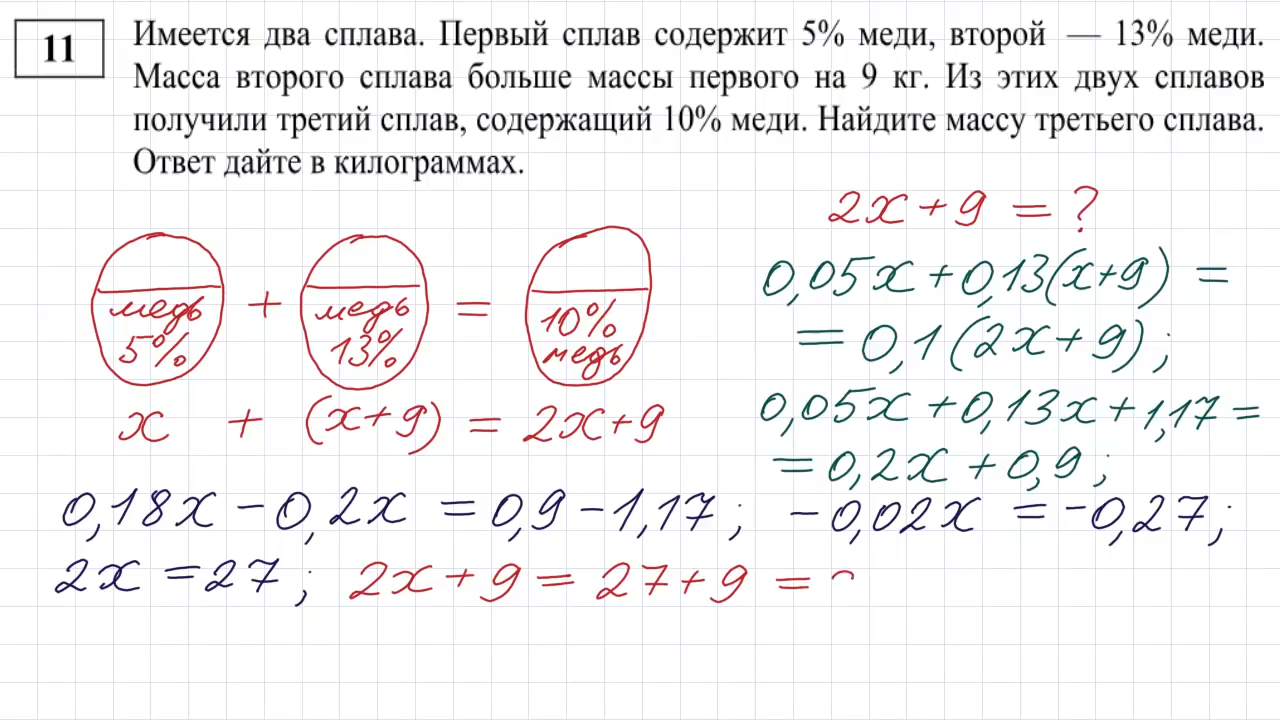 11
Имеется два сплава. Первый сплав содержит 5% меди, второй — 13% меди.
Масса второго сплава больше массы первого на 9 кг. Из этих двух сплавов
получили третий сплав, содержащий 10% меди. Найдите массу третьего сплава.
Ответ дайте в килограммах.
2x+9 = ?
медь
5%
+
медь
13%
=
10%
медь
x + (x+9) = 2x+9
0,05x+0,13(x+9) =
=0,1(2x+9);
0,05x+0,13x+1,17=
=0,2x+0,9;
0,18x-0,2x=0,9-1,17; -0,02x=-0,27;
2x=27; 2x+9=27+9=